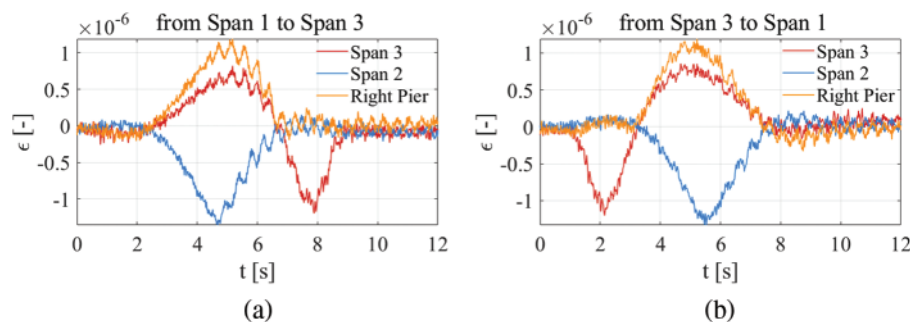 from Span 1 to Span 3
×10⁻⁶
1
0.5
0
-0.5
-1
ϵ [-]
Span 3
Span 2
Right Pier
0 2 4 6 8 10 12
t [s]
(a)
from Span 3 to Span 1
×10⁻⁶
1
0.5
0
-0.5
-1
ϵ [-]
Span 3
Span 2
Right Pier
0 2 4 6 8 10 12
t [s]
(b)